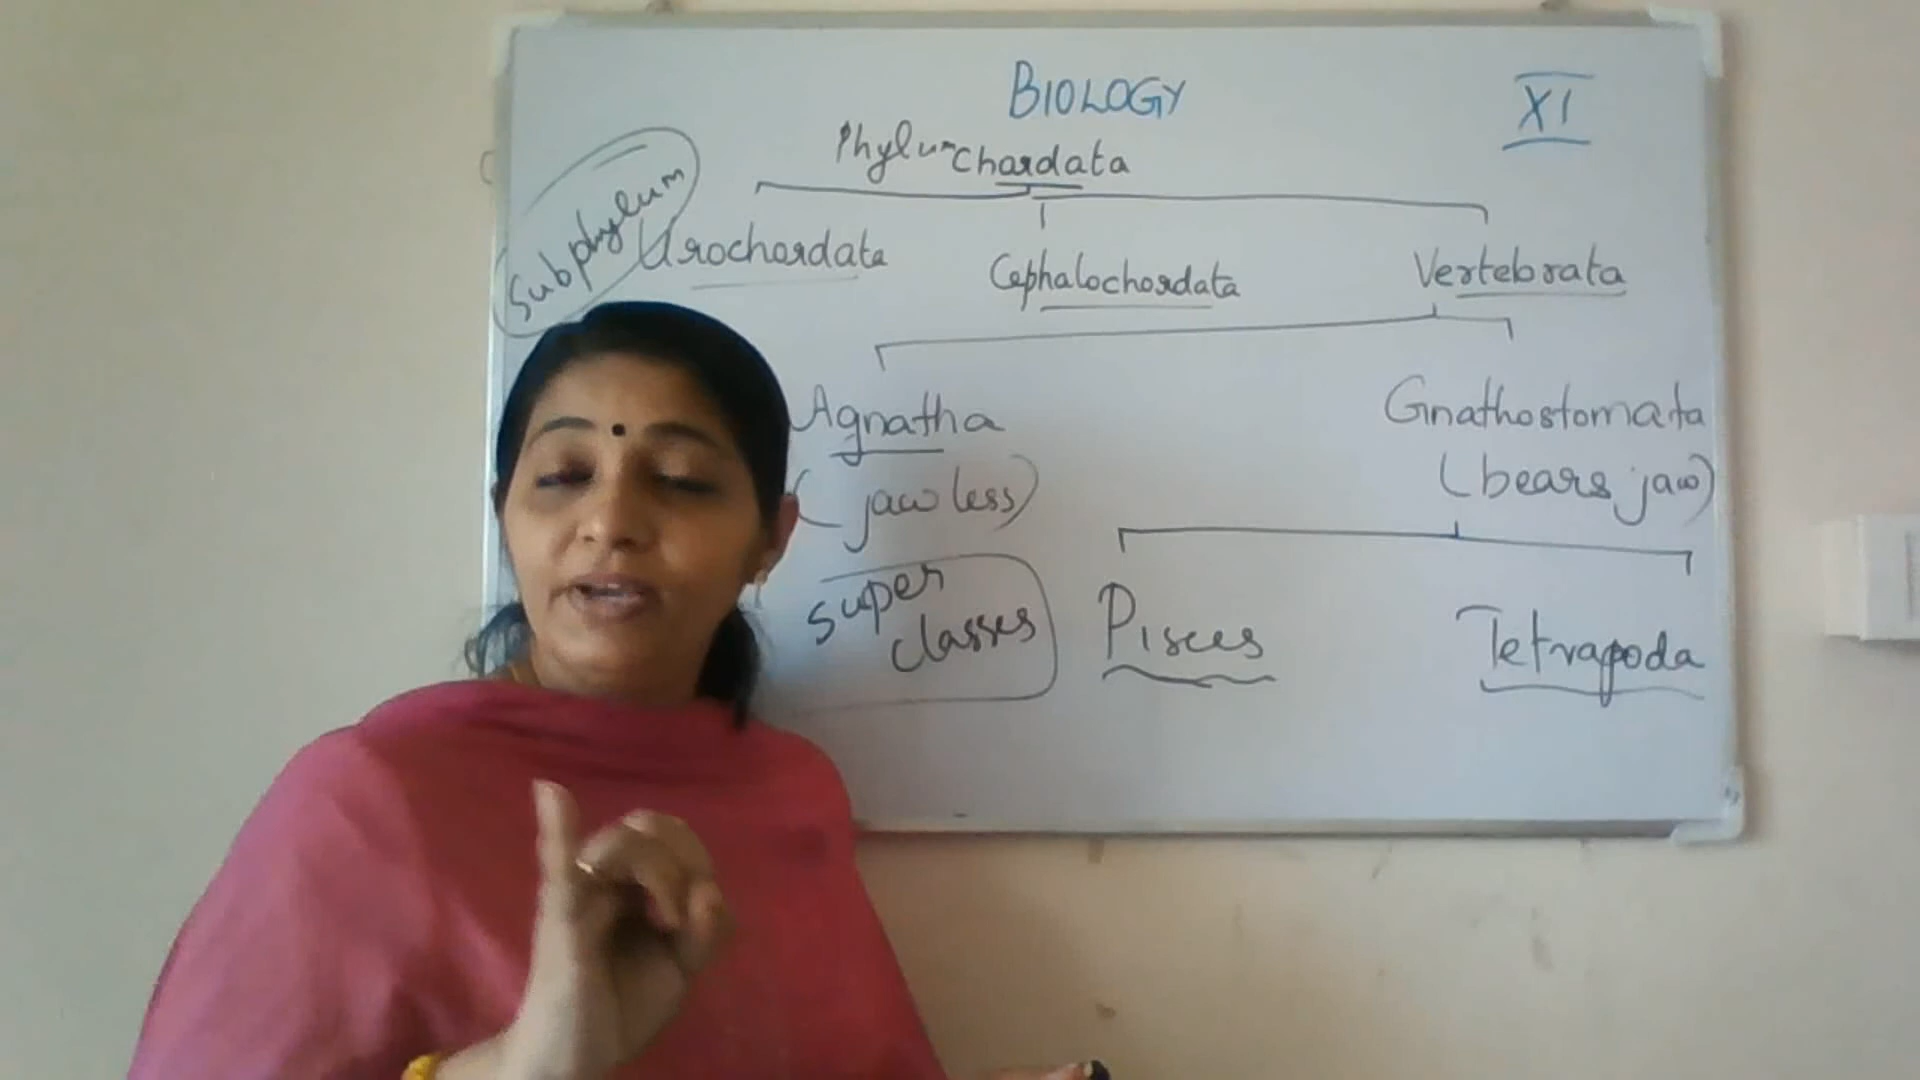 BIOLOGY
XI
Phylum Chordata
Subphylum
Urochordata
Cephalochordata
Vertebrata
Agnatha
Gnathostomata
(jaw less)
(bears jaw)
Super
classes
Pisces
Tetrapoda